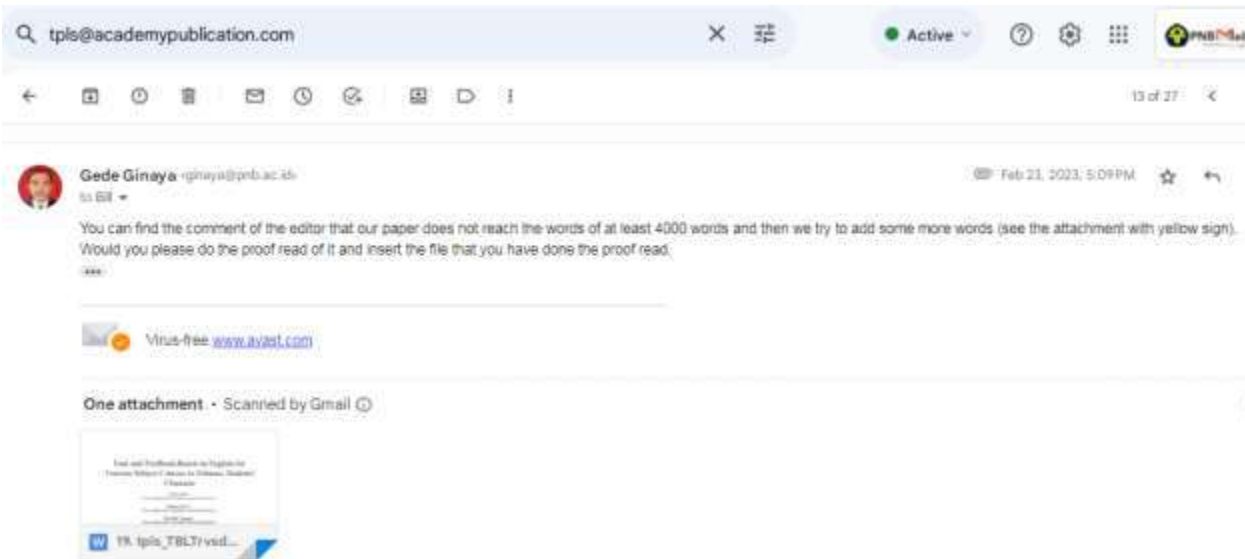 tpls@academypublication.com
Active
13 of 27
Gede Ginaya <ginaya@pnb.ac.id>
Feb 23, 2023, 5:09 PM
to Bill
You can find the comment of the editor that our paper does not reach the words of at least 4000 words and then we try to add some more words (see the attachment with yellow sign).
Would you please do the proof read of it and insert the file that you have done the proof read.
Virus-free www.avast.com
One attachment • Scanned by Gmail
W